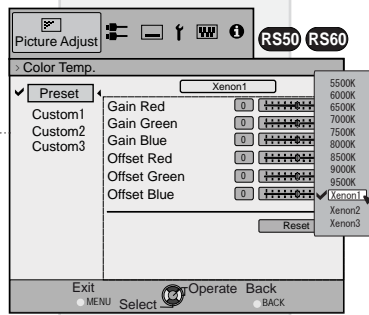 Picture Adjust
RS50 RS60
> Color Temp.
Xenon1
Preset
Custom1
Custom2
Custom3
Gain Red 0
Gain Green 0
Gain Blue 0
Offset Red 0
Offset Green 0
Offset Blue 0
Reset
5500K
6000K
6500K
7000K
7500K
8000K
8500K
9000K
9500K
Xenon1
Xenon2
Xenon3
Exit
MENU
Select
Operate
Back
BACK